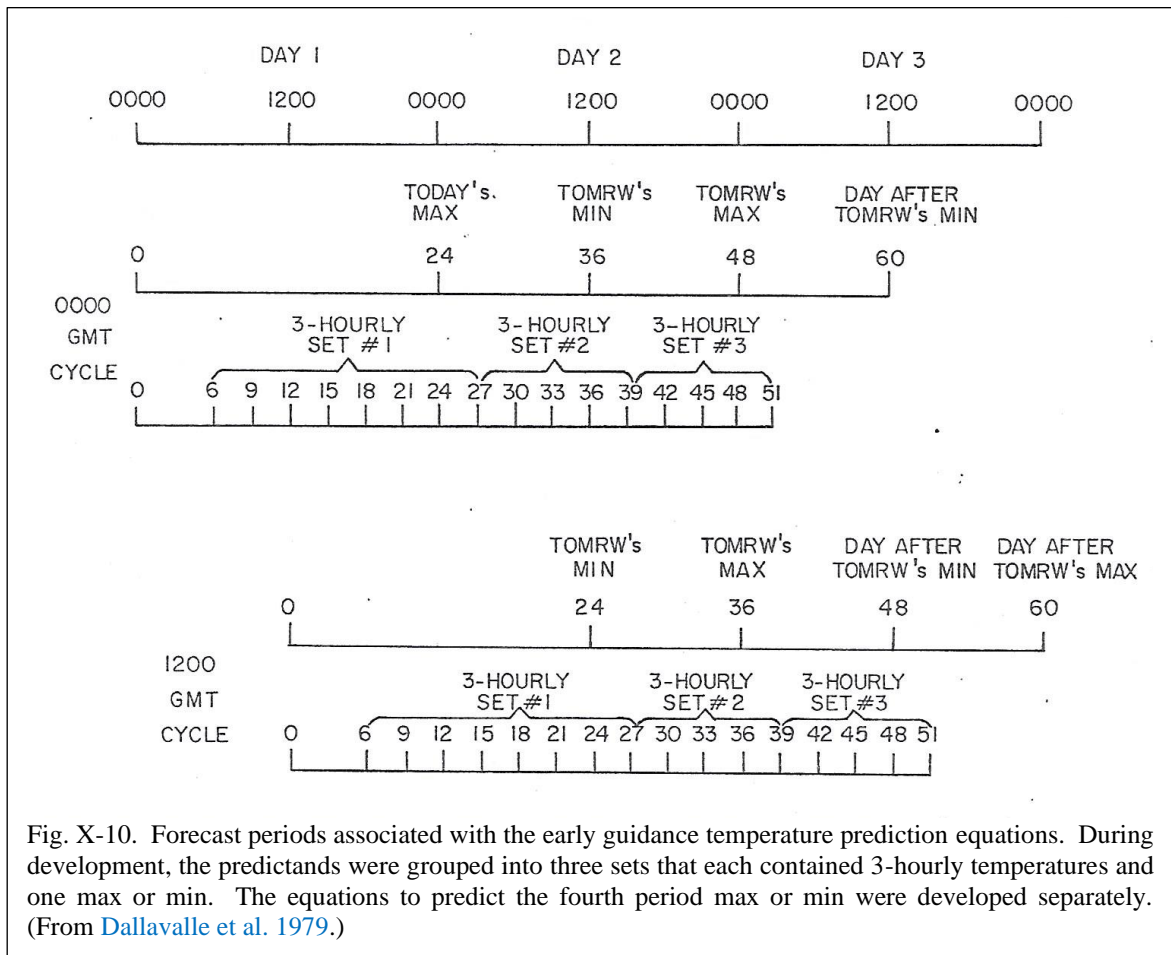 DAY 1 DAY 2 DAY 3
0000 1200 0000 1200 0000 1200 0000
TODAY's. TOMRW's TOMRW's DAY AFTER
MAX MIN MAX TOMRW's MIN
0 24 36 48 60
0000
GMT
CYCLE
3-HOURLY 3-HOURLY 3-HOURLY
SET #1 SET #2 SET #3
0 6 9 12 15 18 21 24 27 30 33 36 39 42 45 48 51
TOMRW's TOMRW's DAY AFTER DAY AFTER
MIN MAX TOMRW's MIN TOMRW's MAX
0 24 36 48 60
1200
GMT
CYCLE
3-HOURLY 3-HOURLY 3-HOURLY
SET #1 SET #2 SET #3
0 6 9 12 15 18 21 24 27 30 33 36 39 42 45 48 51
Fig. X-10. Forecast periods associated with the early guidance temperature prediction equations. During
development, the predictands were grouped into three sets that each contained 3-hourly temperatures and
one max or min. The equations to predict the fourth period max or min were developed separately.
(From Dallavalle et al. 1979.)